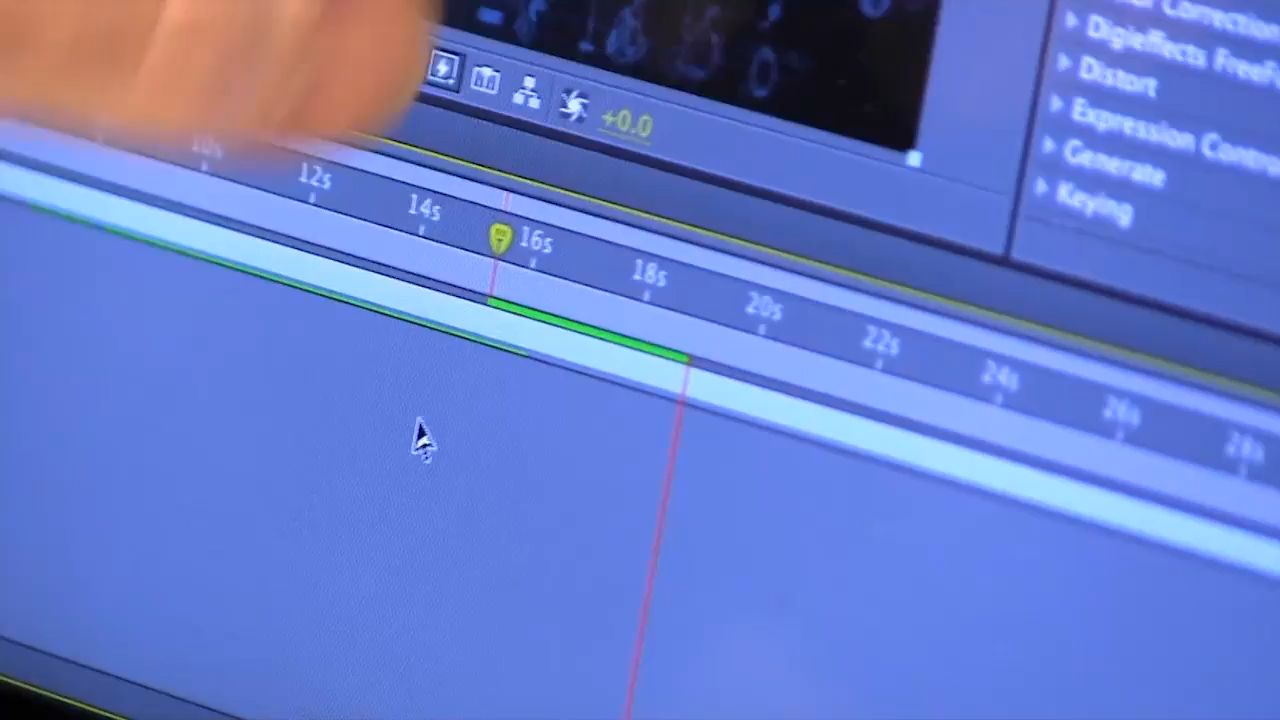 Correction
Digieffects FreeF
Distort
Expression Contro
Generate
Keying
+0.0
10s 12s 14s 16s 18s 20s 22s 24s 26s 28s